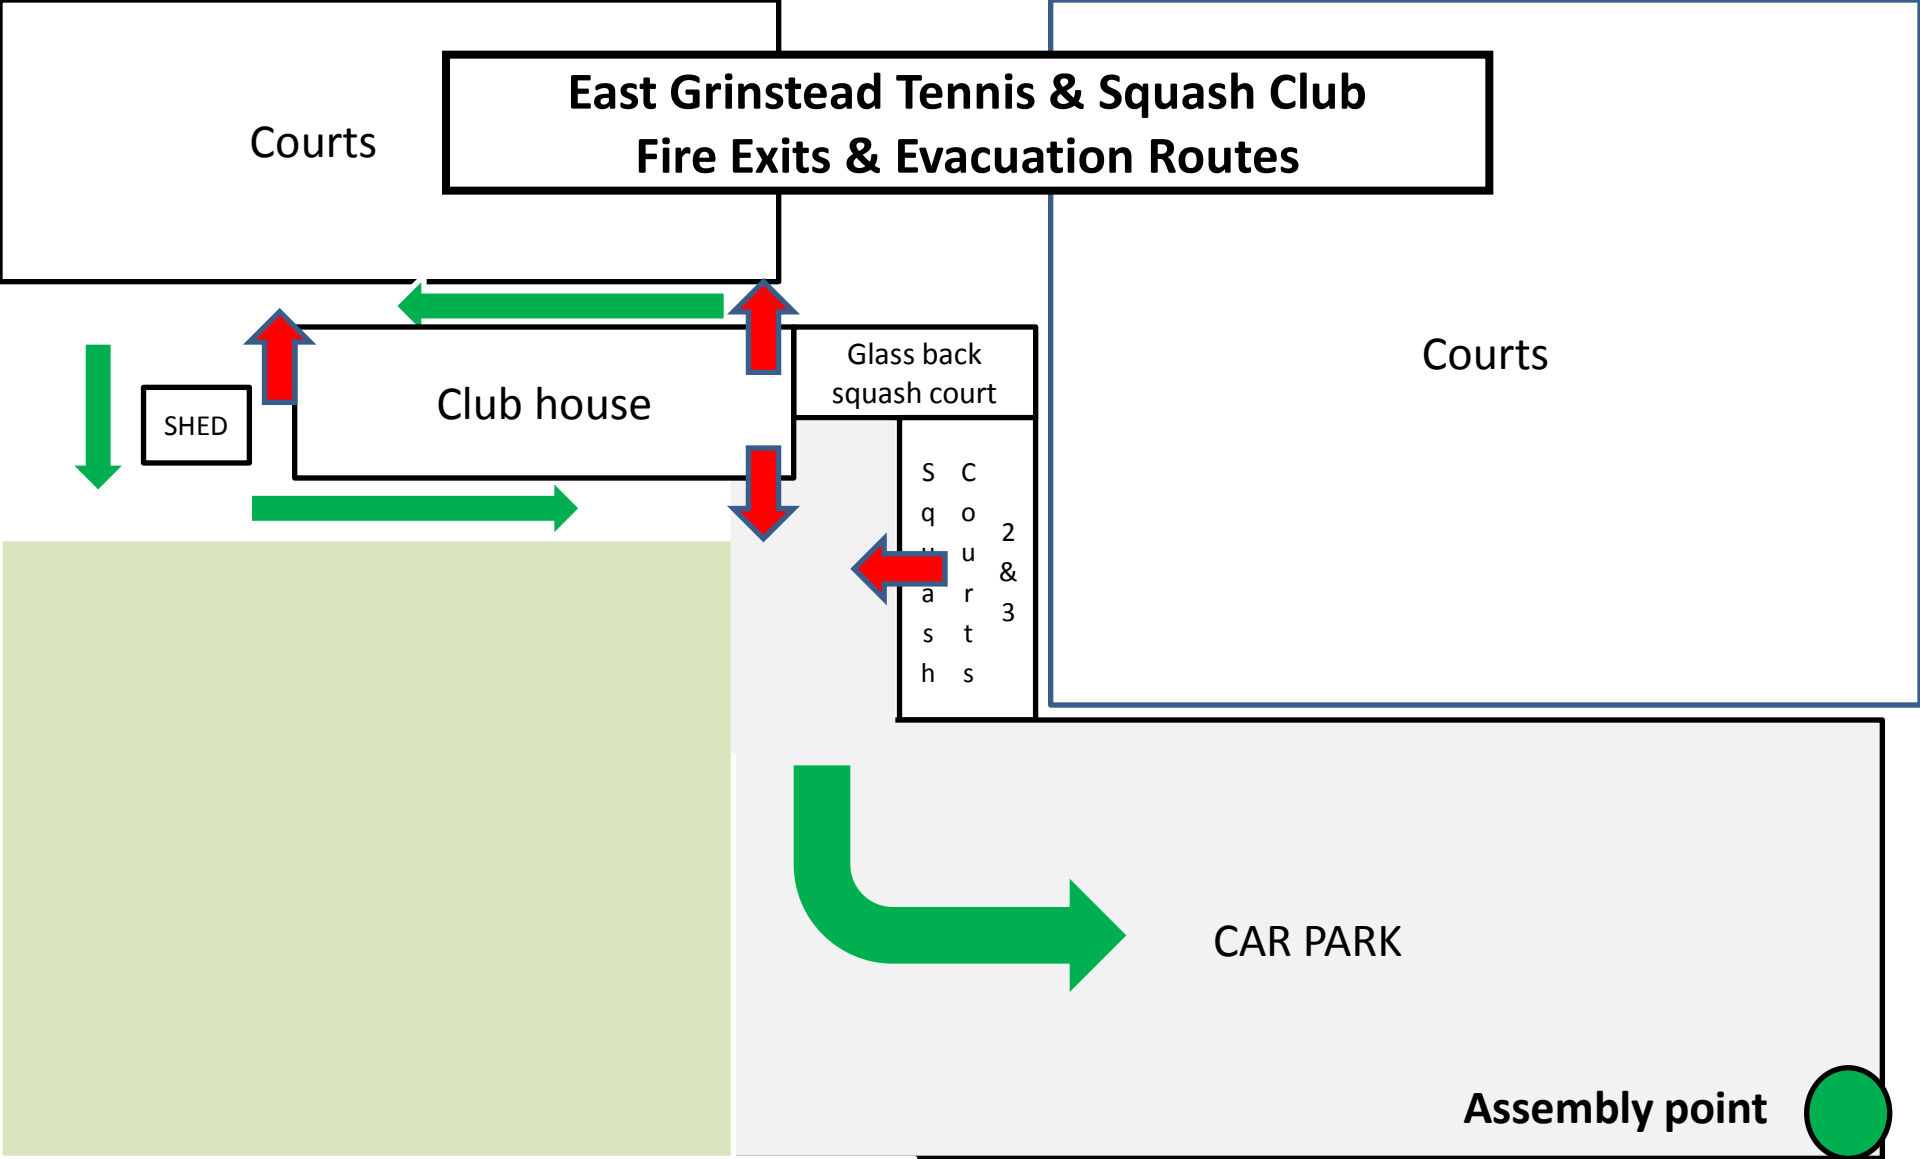 East Grinstead Tennis & Squash Club
Fire Exits & Evacuation Routes
Courts
Courts
Glass back
squash court
Club house
SHED
Squash
Courts
2
&
3
CAR PARK
Assembly point